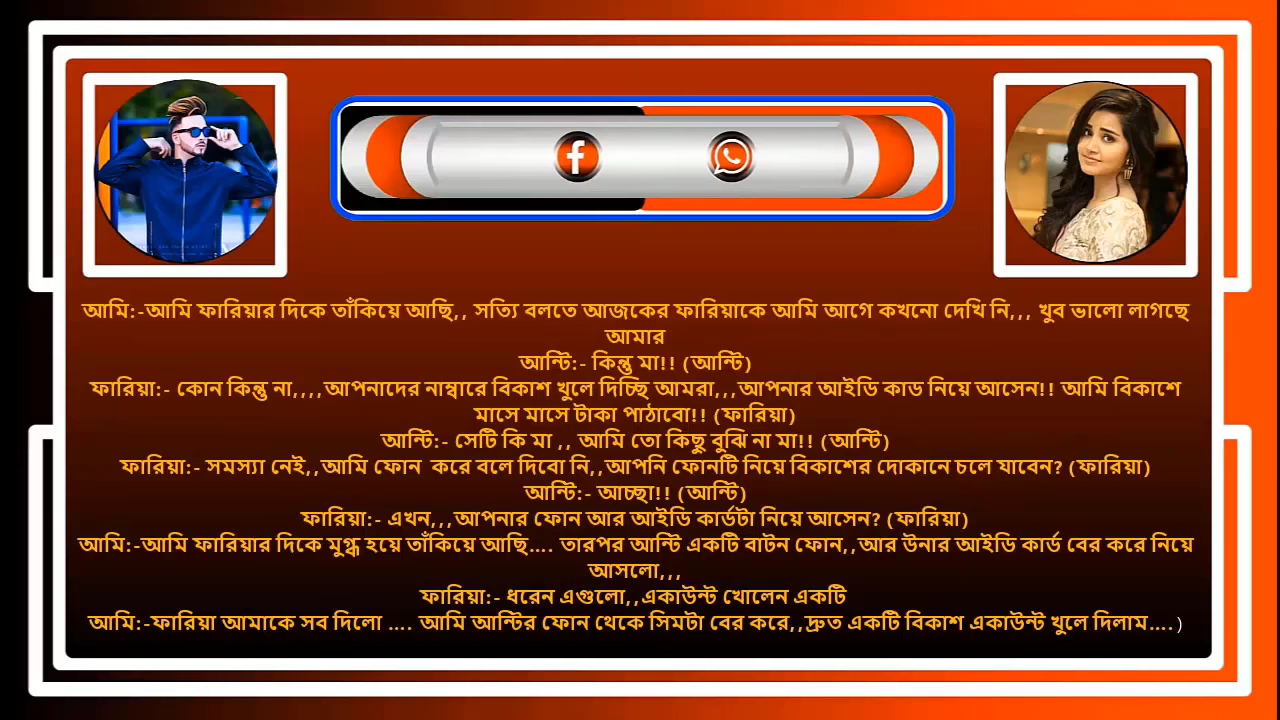 আমি:-আমি ফারিয়ার দিকে তাঁকিয়ে আছি,, সত্যি বলতে আজকের ফারিয়াকে আমি আগে কখনো দেখি নি,,, খুব ভালো লাগছে
আমার
আন্টি:- কিন্তু মা!! (আন্টি)
ফারিয়া:- কোন কিন্তু না,,,,আপনাদের নাম্বারে বিকাশ খুলে দিচ্ছি আমরা,,,আপনার আইডি কাড নিয়ে আসেন!! আমি বিকাশে
মাসে মাসে টাকা পাঠাবো!! (ফারিয়া)
আন্টি:- সেটি কি মা ,, আমি তো কিছু বুঝি না মা!! (আন্টি)
ফারিয়া:- সমস্যা নেই,,আমি ফোন করে বলে দিবো নি,,আপনি ফোনটি নিয়ে বিকাশের দোকানে চলে যাবেন? (ফারিয়া)
আন্টি:- আচ্ছা!! (আন্টি)
ফারিয়া:- এখন,,,আপনার ফোন আর আইডি কার্ডটা নিয়ে আসেন? (ফারিয়া)
আমি:-আমি ফারিয়ার দিকে মুগ্ধ হয়ে তাঁকিয়ে আছি.... তারপর আন্টি একটি বাটন ফোন,,আর উনার আইডি কার্ড বের করে নিয়ে
আসলো,,,
ফারিয়া:- ধরেন এগুলো,,একাউন্ট খোলেন একটি
আমি:-ফারিয়া আমাকে সব দিলো .... আমি আন্টির ফোন থেকে সিমটা বের করে,,দ্রুত একটি বিকাশ একাউন্ট খুলে দিলাম....)